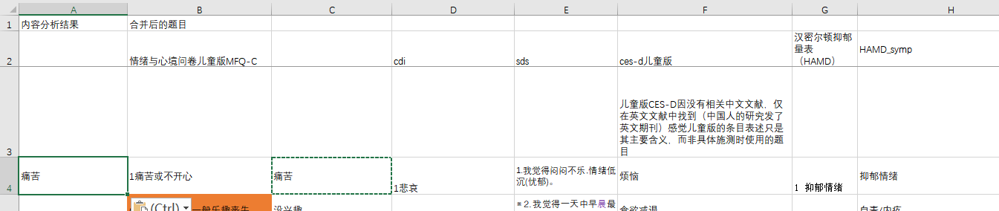 A B C D E F G H
1 内容分析结果 合并后的题目
汉密尔顿抑郁
量表
2 情绪与心境问卷儿童版MFQ-C cdi sds ces-d儿童版 （HAMD） HAMD_symp
儿童版CES-D因没有相关中文文献，仅
在英文文献中找到（中国人的研究发了
英文期刊）感觉儿童版的条目表述只是
其主要含义，而非具体施测时使用的题
3 目
4 痛苦 1痛苦或不开心 痛苦 1悲哀 1.我觉得闷闷不乐.情绪低
沉(忧郁)。 烦恼 1 抑郁情绪 抑郁情绪
(Ctrl) 一般乐趣丧失 没兴趣 ※2.我觉得一天中早晨最 食欲减退 自责/内疚